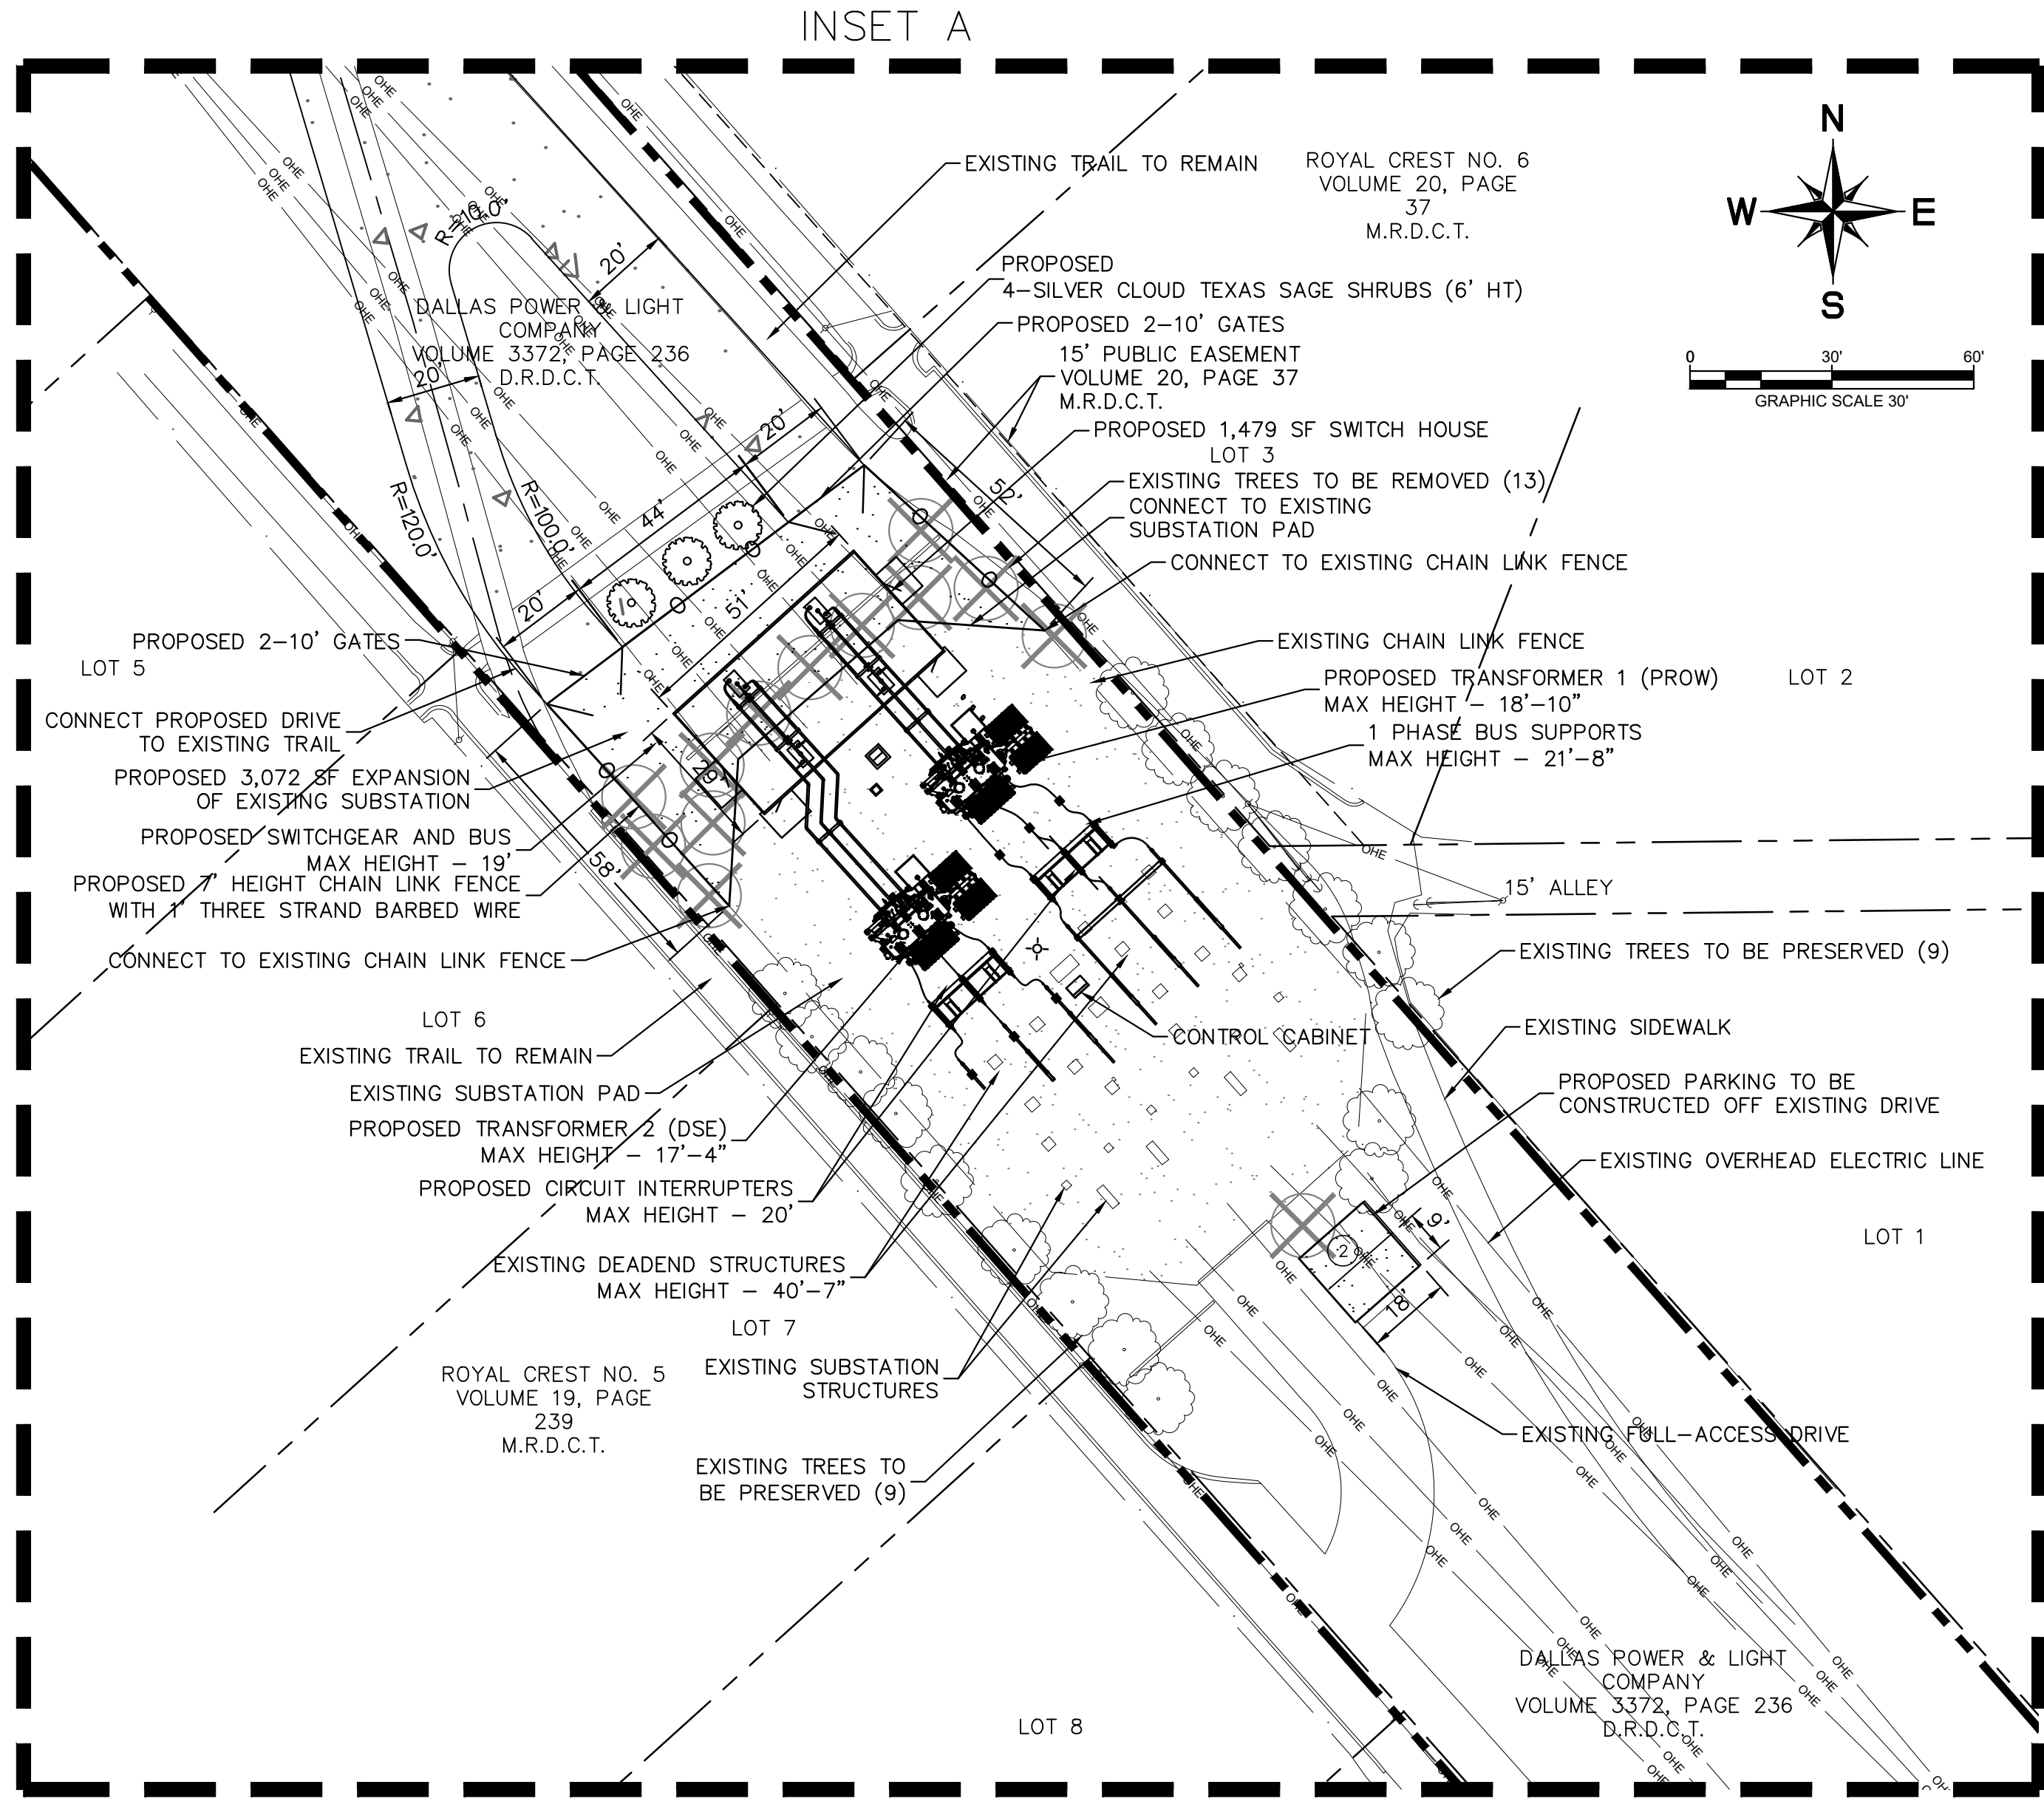 INSET A
N
W
E
S
0 30' 60'
GRAPHIC SCALE 30'
EXISTING TRAIL TO REMAIN
ROYAL CREST NO. 6
VOLUME 20, PAGE
37
M.R.D.C.T.
PROPOSED
4-SILVER CLOUD TEXAS SAGE SHRUBS (6' HT)
PROPOSED 2-10' GATES
15' PUBLIC EASEMENT
VOLUME 20, PAGE 37
M.R.D.C.T.
PROPOSED 1,479 SF SWITCH HOUSE
LOT 3
EXISTING TREES TO BE REMOVED (13)
CONNECT TO EXISTING
SUBSTATION PAD
CONNECT TO EXISTING CHAIN LINK FENCE
EXISTING CHAIN LINK FENCE
PROPOSED TRANSFORMER 1 (PROW)
MAX HEIGHT - 18'-10"
LOT 2
1 PHASE BUS SUPPORTS
MAX HEIGHT - 21'-8"
15' ALLEY
EXISTING TREES TO BE PRESERVED (9)
EXISTING SIDEWALK
CONTROL CABINET
PROPOSED PARKING TO BE
CONSTRUCTED OFF EXISTING DRIVE
EXISTING OVERHEAD ELECTRIC LINE
LOT 1
EXISTING FULL-ACCESS DRIVE
DALLAS POWER & LIGHT
COMPANY
VOLUME 3372, PAGE 236
D.R.D.C.T.
DALLAS POWER & LIGHT
COMPANY
VOLUME 3372, PAGE 236
D.R.D.C.T.
R=10.0'
20'
20'
R=120.0'
R=100.0'
20'
44'
20'
52'
51'
29'
58'
9'
18'
2
PROPOSED 2-10' GATES
LOT 5
CONNECT PROPOSED DRIVE
TO EXISTING TRAIL
PROPOSED 3,072 SF EXPANSION
OF EXISTING SUBSTATION
PROPOSED SWITCHGEAR AND BUS
MAX HEIGHT - 19'
PROPOSED 7' HEIGHT CHAIN LINK FENCE
WITH 1' THREE STRAND BARBED WIRE
CONNECT TO EXISTING CHAIN LINK FENCE
LOT 6
EXISTING TRAIL TO REMAIN
EXISTING SUBSTATION PAD
PROPOSED TRANSFORMER 2 (DSE)
MAX HEIGHT - 17'-4"
PROPOSED CIRCUIT INTERRUPTERS
MAX HEIGHT - 20'
EXISTING DEADEND STRUCTURES
MAX HEIGHT - 40'-7"
LOT 7
EXISTING SUBSTATION
STRUCTURES
ROYAL CREST NO. 5
VOLUME 19, PAGE
239
M.R.D.C.T.
EXISTING TREES TO
BE PRESERVED (9)
LOT 8
OHE